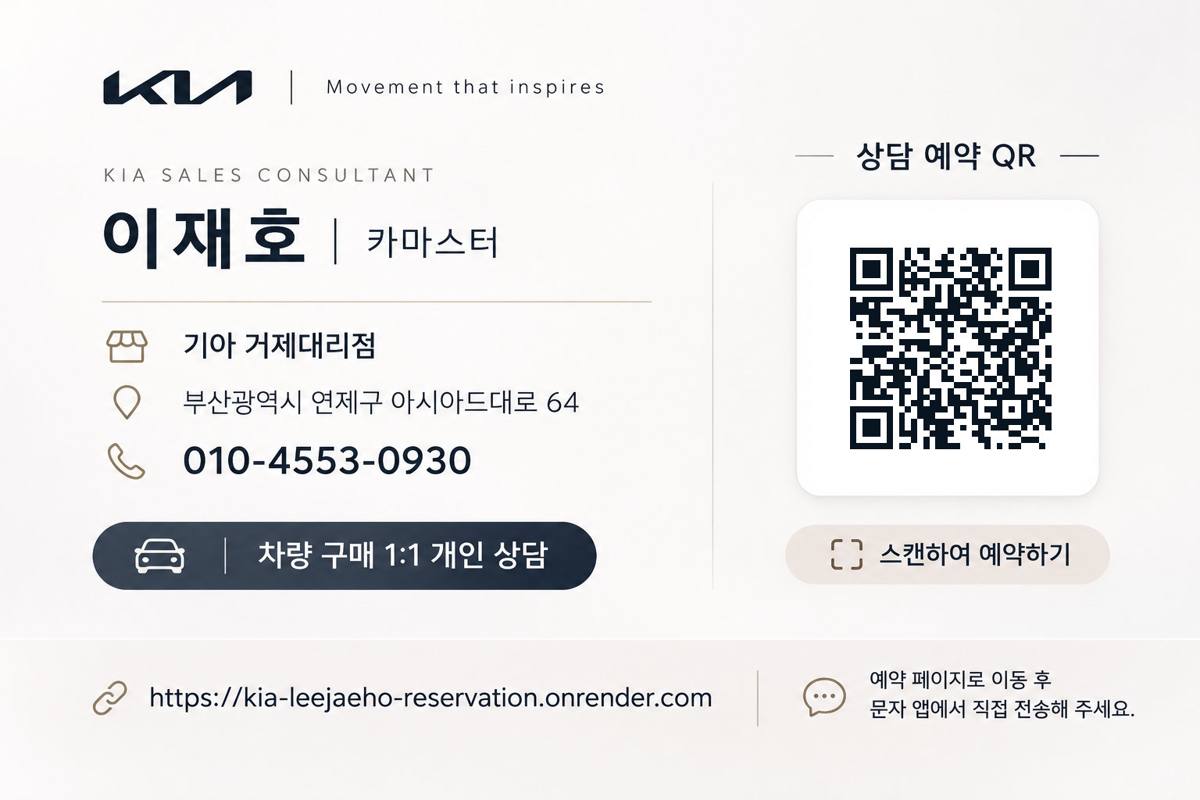 KIA
Movement that inspires
KIA SALES CONSULTANT
이재호 | 카마스터
기아 거제대리점
부산광역시 연제구 아시아드대로 64
010-4553-0930
차량 구매 1:1 개인 상담
상담 예약 QR
스캔하여 예약하기
https://kia-leejaeho-reservation.onrender.com
예약 페이지로 이동 후
문자 앱에서 직접 전송해 주세요.